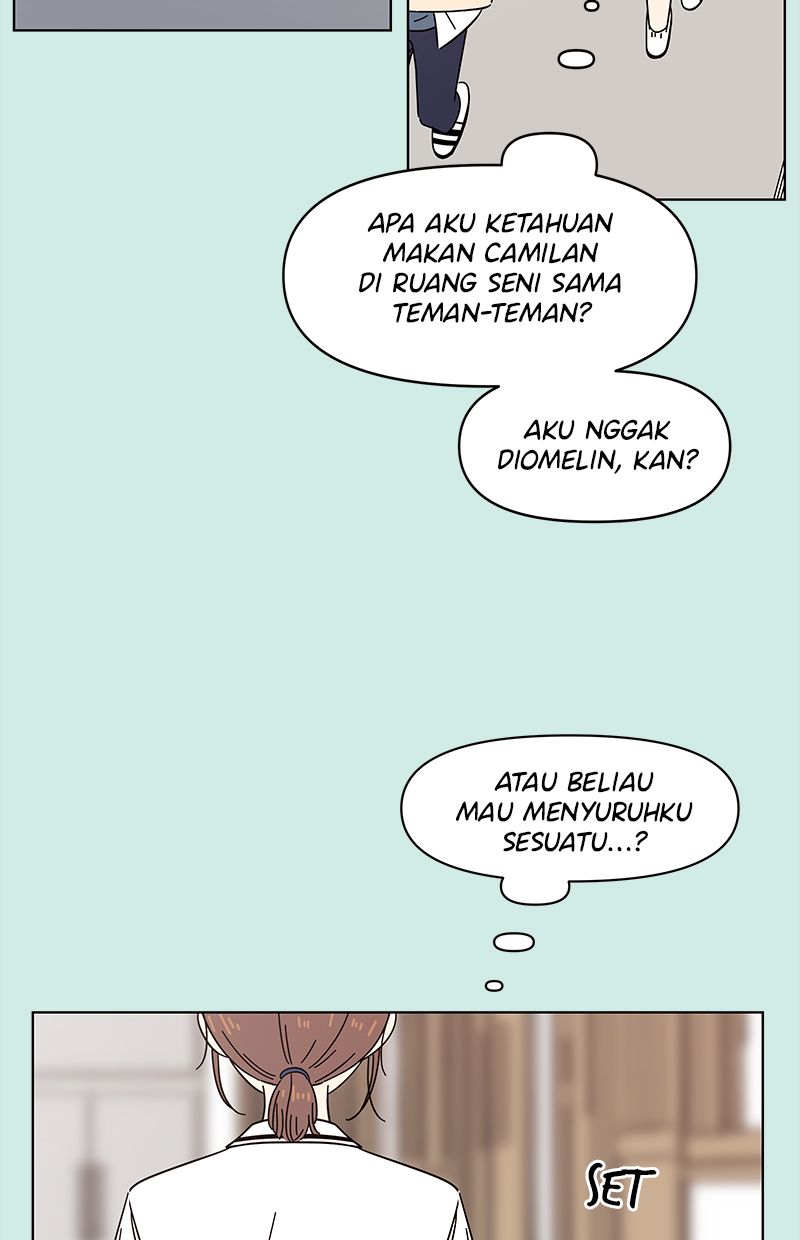 APA AKU KETAHUAN
MAKAN CAMILAN
DI RUANG SENI SAMA
TEMAN-TEMAN?
AKU NGGAK
DIOMELIN, KAN?
ATAU BELIAU
MAU MENYURUHKU
SESUATU...?
SET